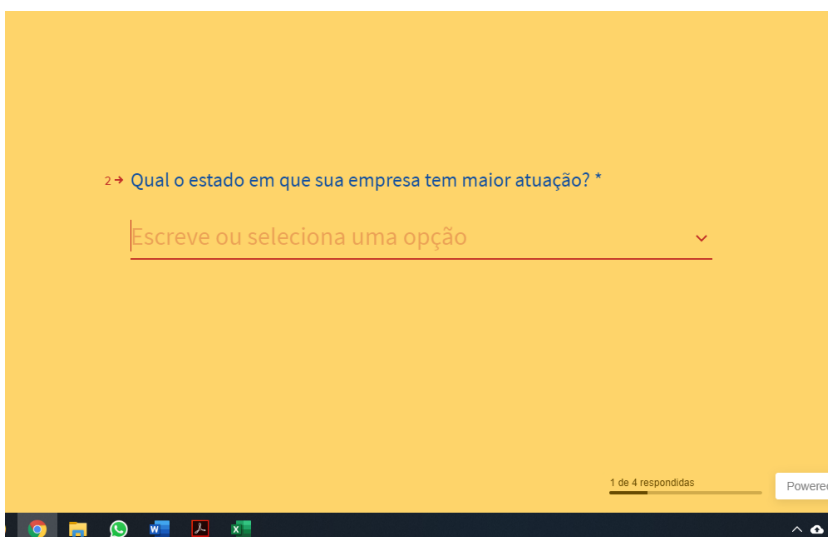 2→ Qual o estado em que sua empresa tem maior atuação? *
Escreve ou seleciona uma opção
1 de 4 respondidas
Powered